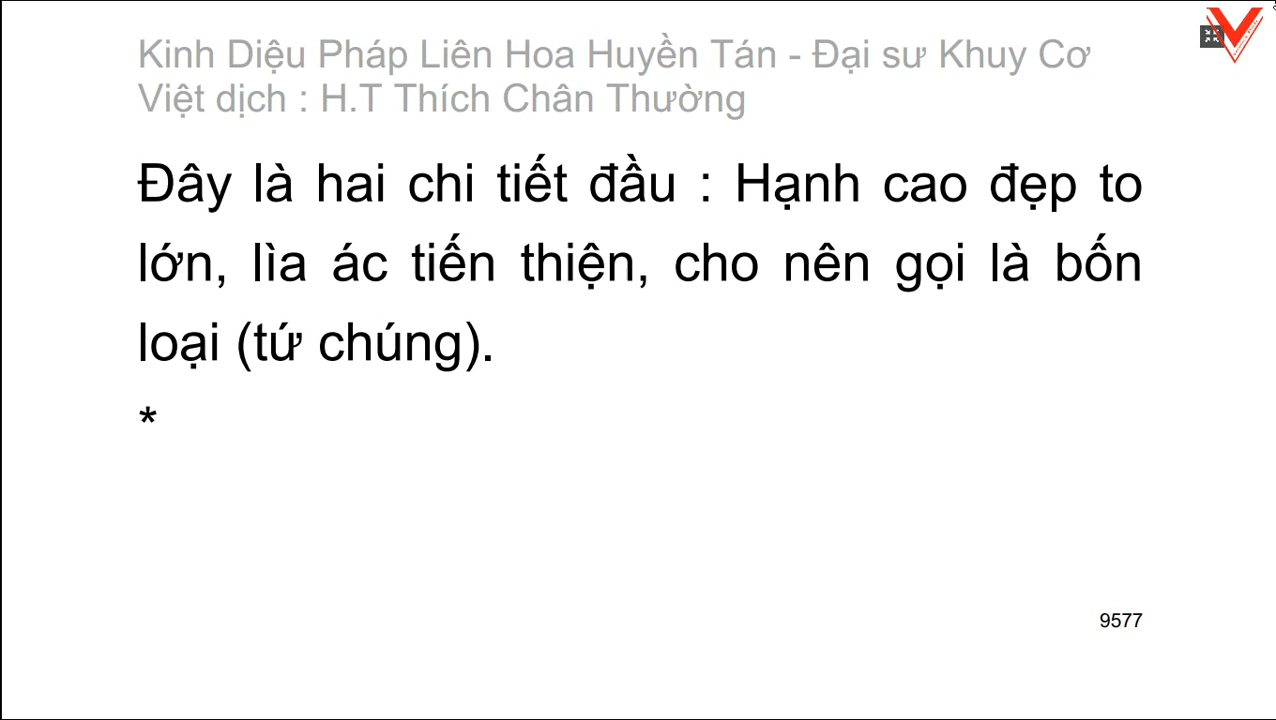 Kinh Diệu Pháp Liên Hoa Huyền Tán - Đại sư Khuy Cơ
Việt dịch : H.T Thích Chân Thường
Đây là hai chi tiết đầu : Hạnh cao đẹp to
lớn, lìa ác tiến thiện, cho nên gọi là bốn
loại (tứ chúng).
*
9577